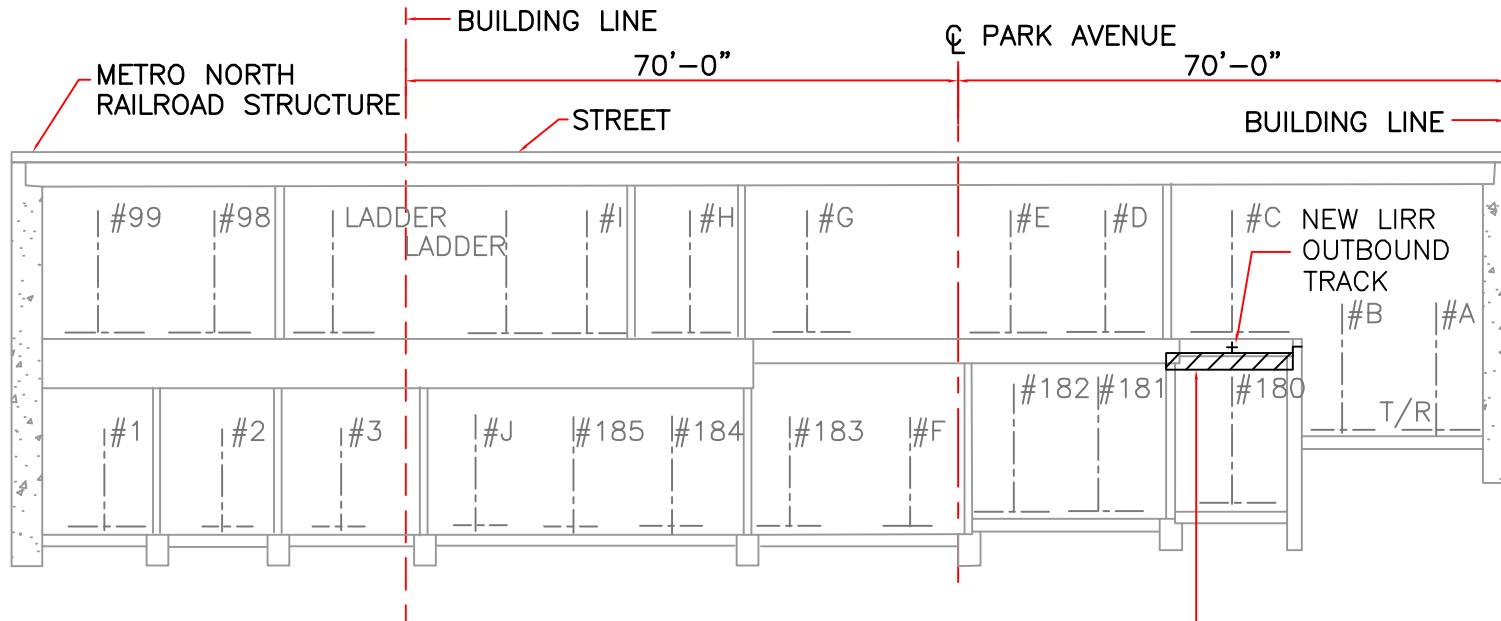 BUILDING LINE
℄ PARK AVENUE
70'-0" 70'-0"
METRO NORTH
RAILROAD STRUCTURE
STREET
BUILDING LINE
#99 #98 LADDER #I #H #G #E #D #C
LADDER
NEW LIRR
OUTBOUND
TRACK
#B #A
#182 #181 #180
T/R
#1 #2 #3 #J #185 #184 #183 #F